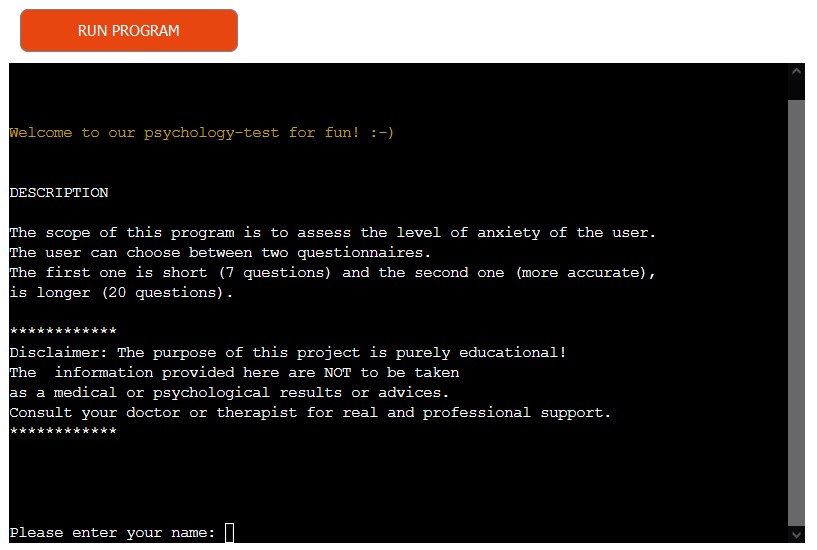 RUN PROGRAM
Welcome to our psychology-test for fun! :-)
DESCRIPTION
The scope of this program is to assess the level of anxiety of the user.
The user can choose between two questionnaires.
The first one is short (7 questions) and the second one (more accurate),
is longer (20 questions).
************
Disclaimer: The purpose of this project is purely educational!
The  information provided here are NOT to be taken
as a medical or psychological results or advices.
Consult your doctor or therapist for real and professional support.
************
Please enter your name: